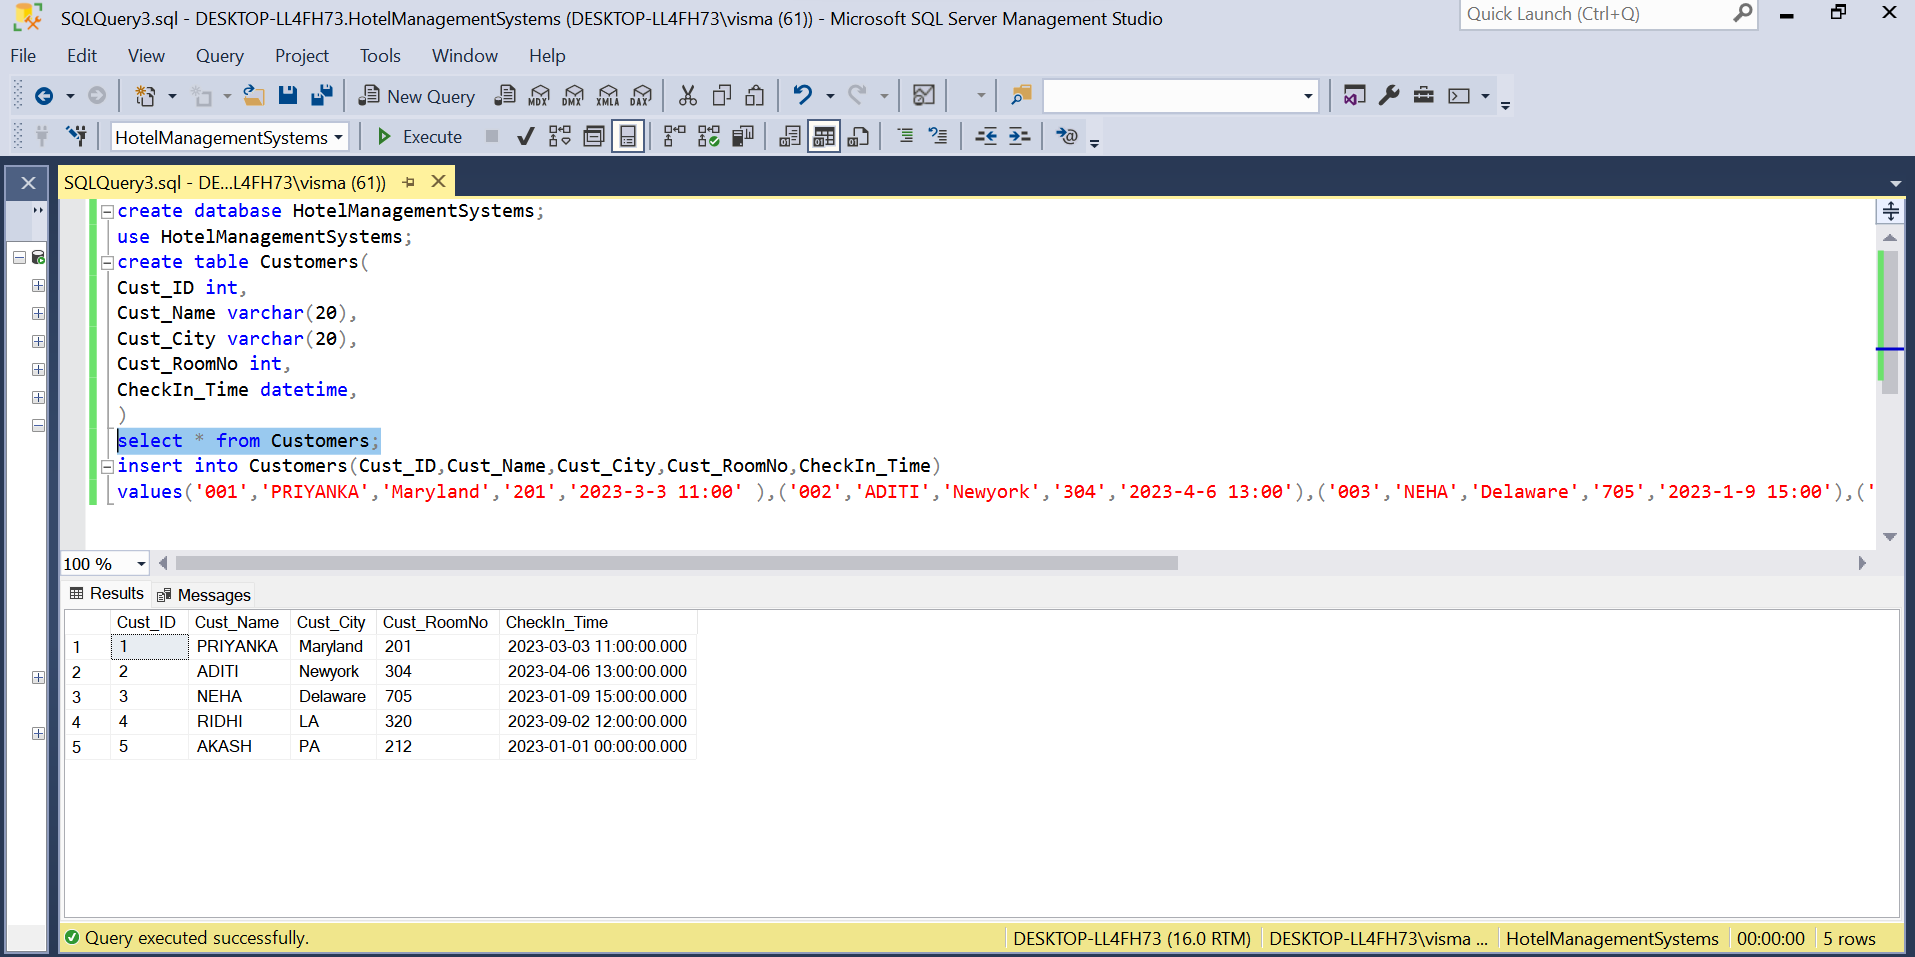 SQLQuery3.sql - DESKTOP-LL4FH73.HotelManagementSystems (DESKTOP-LL4FH73\visma (61)) - Microsoft SQL Server Management Studio
Quick Launch (Ctrl+Q)
File Edit View Query Project Tools Window Help
New Query MDX DMX XMLA DAX
HotelManagementSystems Execute
SQLQuery3.sql - DE...L4FH73\visma (61))
create database HotelManagementSystems;
use HotelManagementSystems;
create table Customers(
Cust_ID int,
Cust_Name varchar(20),
Cust_City varchar(20),
Cust_RoomNo int,
CheckIn_Time datetime,
)
select * from Customers;
insert into Customers(Cust_ID,Cust_Name,Cust_City,Cust_RoomNo,CheckIn_Time)
values('001','PRIYANKA','Maryland','201','2023-3-3 11:00' ),('002','ADITI','Newyork','304','2023-4-6 13:00'),('003','NEHA','Delaware','705','2023-1-9 15:00'),('
100 %
Results Messages
Cust_ID Cust_Name Cust_City Cust_RoomNo CheckIn_Time
1 1 PRIYANKA Maryland 201 2023-03-03 11:00:00.000
2 2 ADITI Newyork 304 2023-04-06 13:00:00.000
3 3 NEHA Delaware 705 2023-01-09 15:00:00.000
4 4 RIDHI LA 320 2023-09-02 12:00:00.000
5 5 AKASH PA 212 2023-01-01 00:00:00.000
Query executed successfully. DESKTOP-LL4FH73 (16.0 RTM) DESKTOP-LL4FH73\visma ... HotelManagementSystems 00:00:00 5 rows